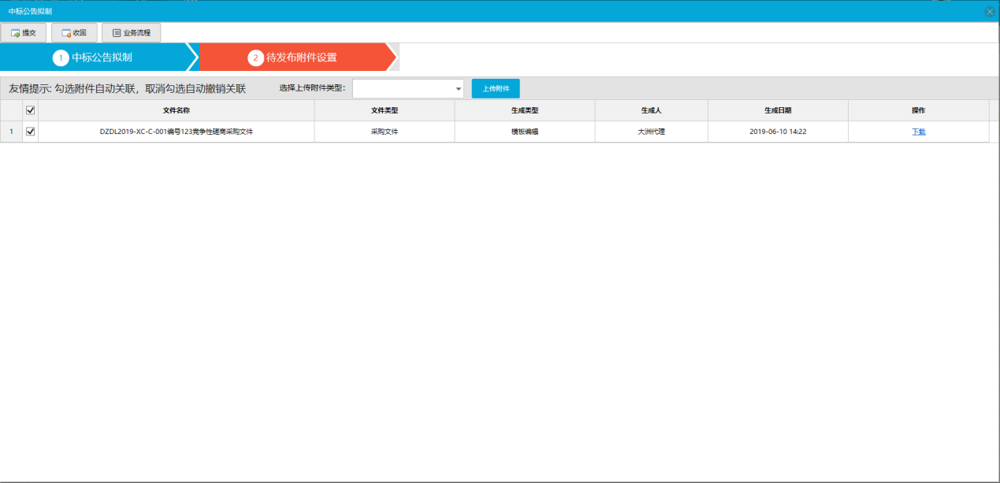 中标公告拟制
提交 收回 业务流程
1 中标公告拟制 2 待发布附件设置
友情提示: 勾选附件自动关联，取消勾选自动撤销关联 选择上传附件类型: 上传附件
文件名称 文件类型 生成类型 生成人 生成日期 操作
1 DZDL2019-XC-C-001编号123竞争性磋商采购文件 采购文件 模板编辑 大洲代理 2019-06-10 14:22 下载